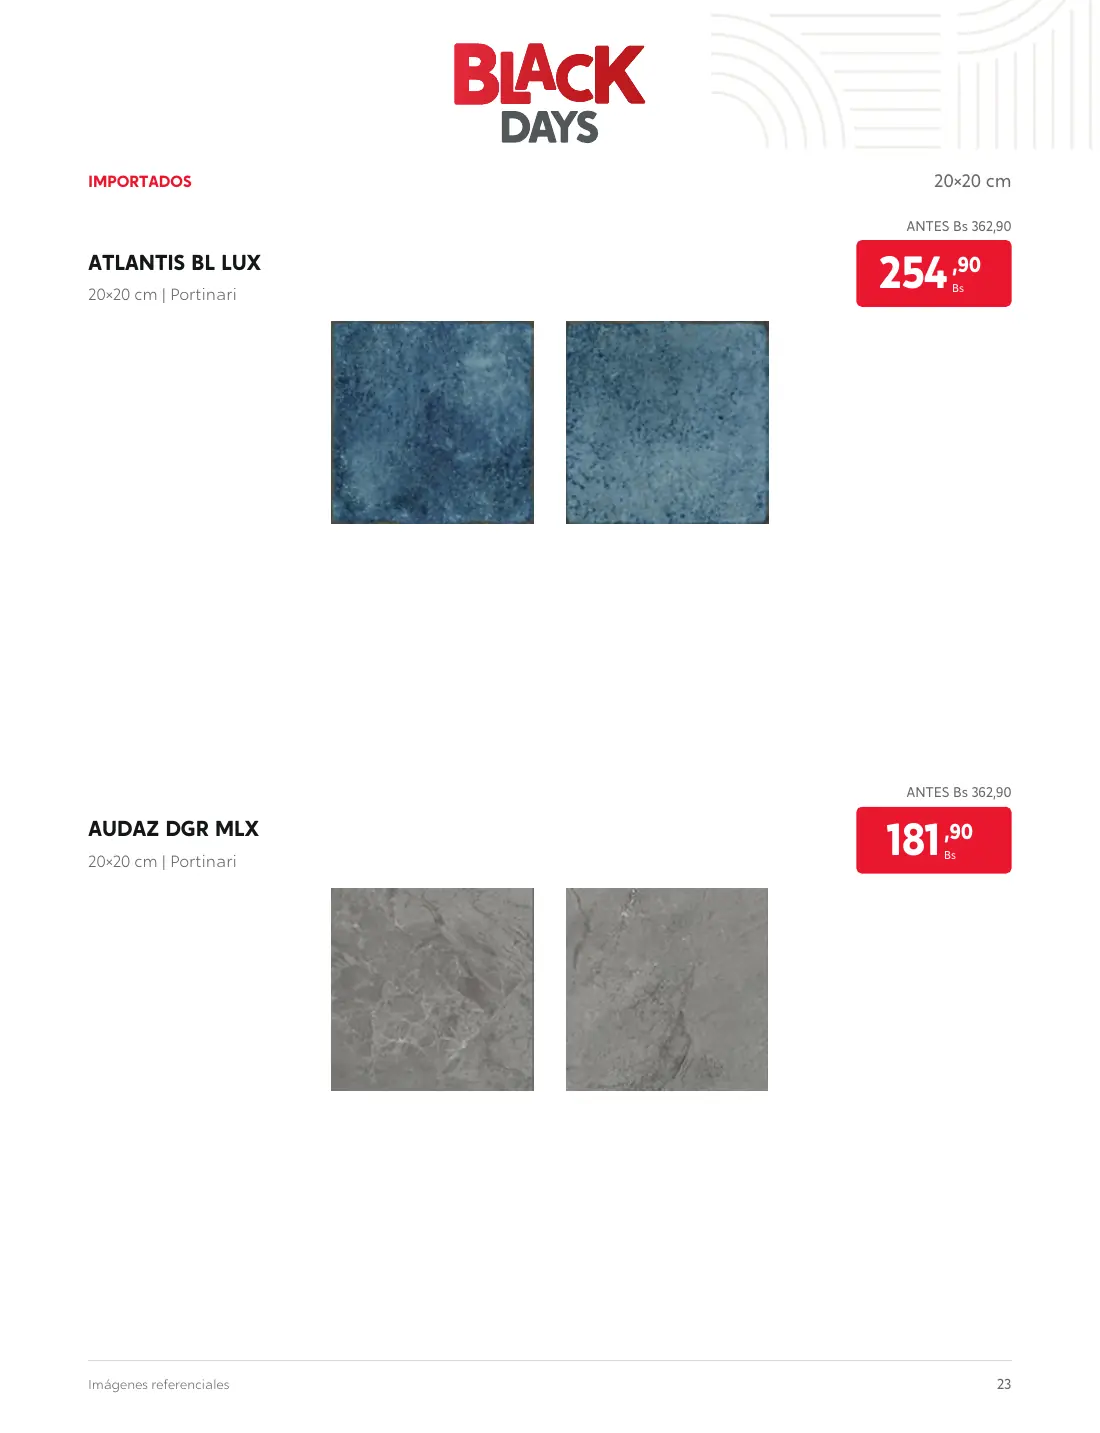 BLACK
DAYS
IMPORTADOS
20×20 cm
ANTES Bs 362,90
ATLANTIS BL LUX
254,90
Bs
20×20 cm | Portinari
ANTES Bs 362,90
AUDAZ DGR MLX
181,90
Bs
20×20 cm | Portinari
Imágenes referenciales
23